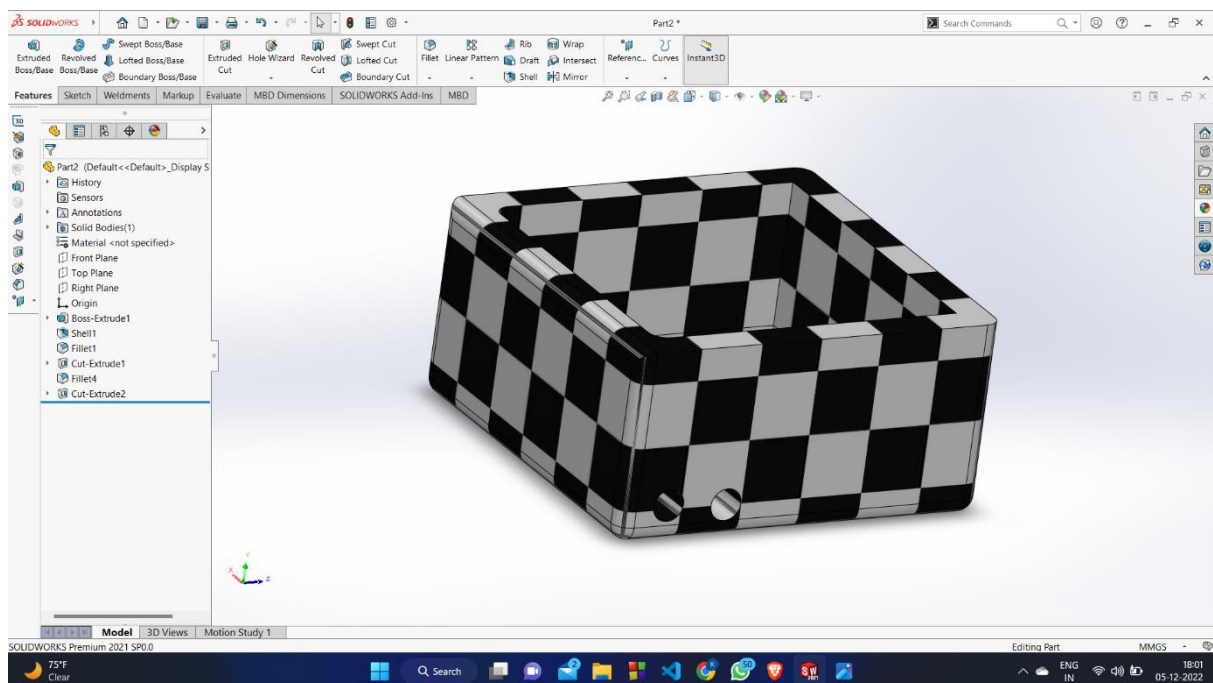 SOLIDWORKS
Part2 *
Search Commands
Extruded Boss/Base
Revolved Boss/Base
Swept Boss/Base
Lofted Boss/Base
Boundary Boss/Base
Extruded Cut
Hole Wizard
Revolved Cut
Swept Cut
Lofted Cut
Boundary Cut
Fillet
Linear Pattern
Rib
Draft
Shell
Wrap
Intersect
Mirror
Referenc...
Curves
Instant3D
Features Sketch Weldments Markup Evaluate MBD Dimensions SOLIDWORKS Add-Ins MBD
Part2 (Default<<Default>_Display S
History
Sensors
Annotations
Solid Bodies(1)
Material <not specified>
Front Plane
Top Plane
Right Plane
Origin
Boss-Extrude1
Shell1
Fillet1
Cut-Extrude1
Fillet4
Cut-Extrude2
Y
X
Z
Model 3D Views Motion Study 1
SOLIDWORKS Premium 2021 SP0.0
Editing Part
MMGS
75°F
Clear
Search
2
50
ENG
IN
18:01
05-12-2022